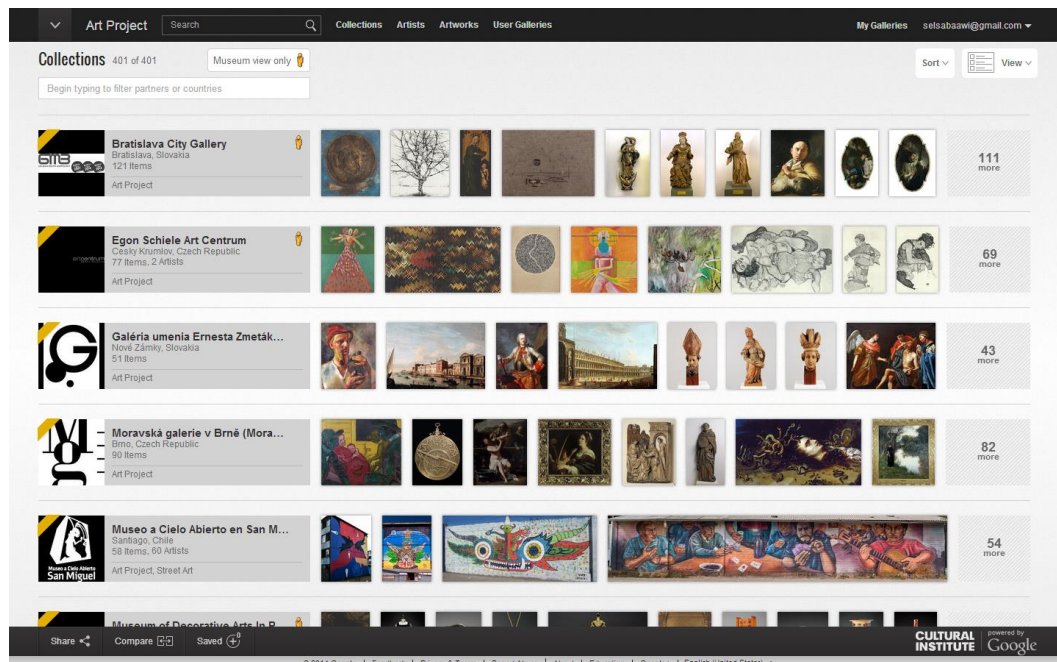 Art Project Search Collections Artists Artworks User Galleries My Galleries selsabaawi@gmail.com
Collections 401 of 401 Museum view only Sort View
Begin typing to filter partners or countries
Bratislava City Gallery
Bratislava, Slovakia
121 Items
Art Project
111
more
Egon Schiele Art Centrum
Cesky Krumlov, Czech Republic
77 Items, 2 Artists
Art Project
69
more
Galéria umenia Ernesta Zmeták...
Nové Zámky, Slovakia
51 Items
Art Project
43
more
Moravská galerie v Brně (Mora...
Brno, Czech Republic
90 Items
Art Project
82
more
Museo a Cielo Abierto en San M...
Santiago, Chile
58 Items, 60 Artists
Art Project, Street Art
Museo a Cielo Abierto
San Miguel
54
more
Museum of Decorative Arts In P...
Share Compare Saved 0
CULTURAL
INSTITUTE
powered by
Google